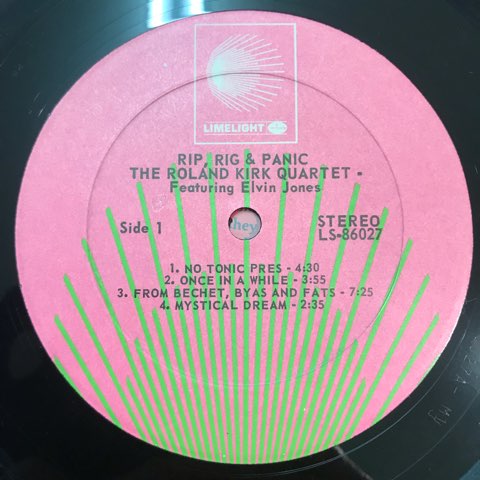 LIMELIGHT
RIP, RIG & PANIC
THE ROLAND KIRK QUARTET -
Featuring Elvin Jones
they
Side 1
STEREO
LS-86027
1. NO TONIC PRES - 4:30
2. ONCE IN A WHILE - 3:55
3. FROM BECHET, BYAS AND FATS - 7:25
4. MYSTICAL DREAM - 2:35